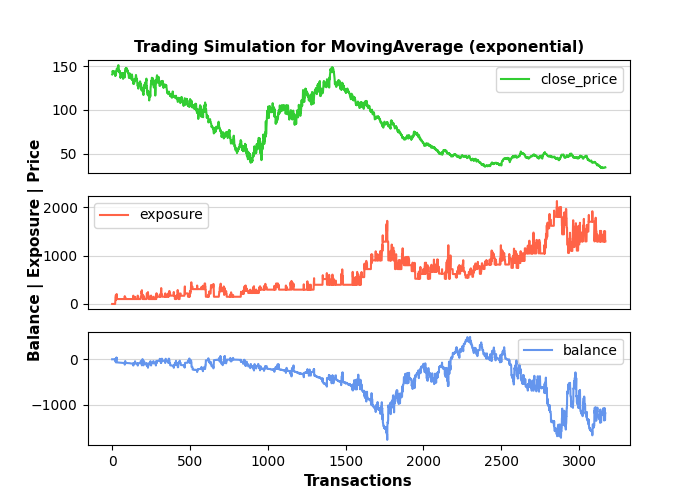 Trading Simulation for MovingAverage (exponential)
150
100
50
close_price
2000
1000
0
exposure
0
−1000
balance
0
500
1000
1500
2000
2500
3000
Transactions
Balance | Exposure | Price